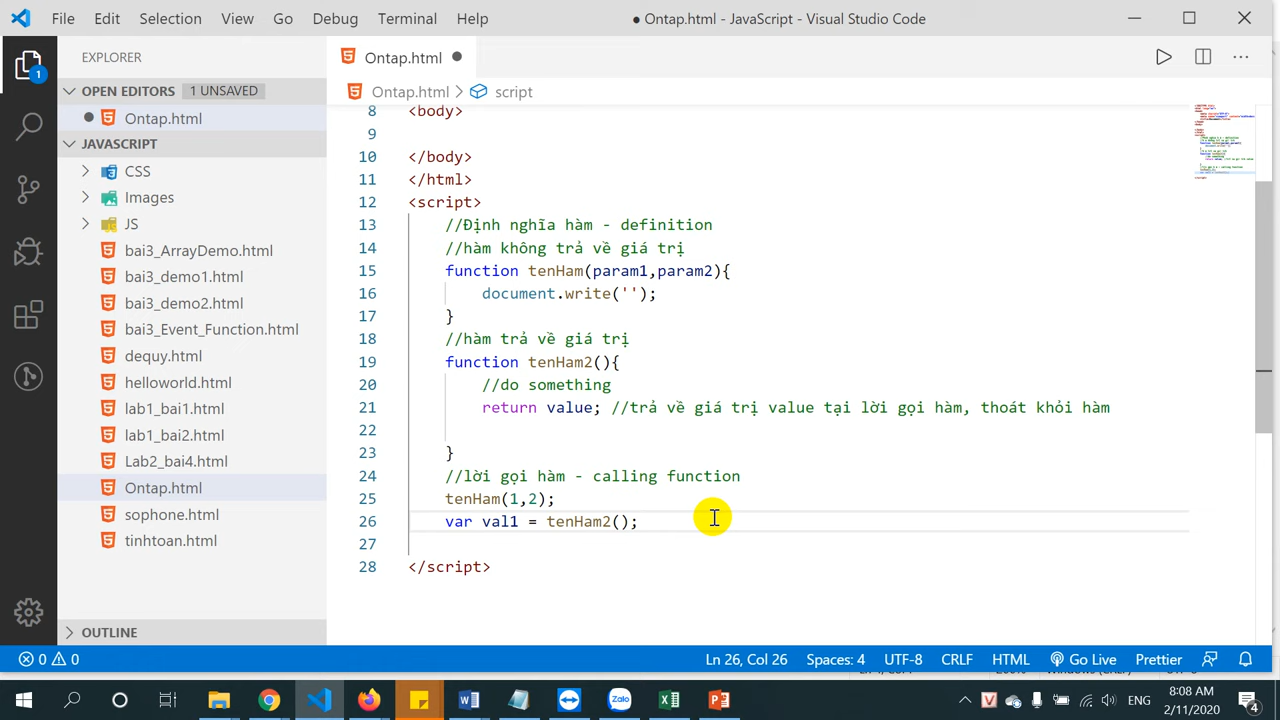 File Edit Selection View Go Debug Terminal Help
● Ontap.html - JavaScript - Visual Studio Code
EXPLORER
1
OPEN EDITORS 1 UNSAVED
Ontap.html
JAVASCRIPT
CSS
Images
JS
bai3_ArrayDemo.html
bai3_demo1.html
bai3_demo2.html
bai3_Event_Function.html
dequy.html
helloworld.html
lab1_bai1.html
lab1_bai2.html
Lab2_bai4.html
Ontap.html
sophone.html
tinhtoan.html
OUTLINE
Ontap.html
Ontap.html > script
8 <body>
9
10 </body>
11 </html>
12 <script>
13 //Định nghĩa hàm - definition
14 //hàm không trả về giá trị
15 function tenHam(param1,param2){
16 document.write('');
17 }
18 //hàm trả về giá trị
19 function tenHam2(){
20 //do something
21 return value; //trả về giá trị value tại lời gọi hàm, thoát khỏi hàm
22
23 }
24 //lời gọi hàm - calling function
25 tenHam(1,2);
26 var val1 = tenHam2();
27
28 </script>
0 0 Ln 26, Col 26 Spaces: 4 UTF-8 CRLF HTML Go Live Prettier
ENG 8:08 AM
2/11/2020
4